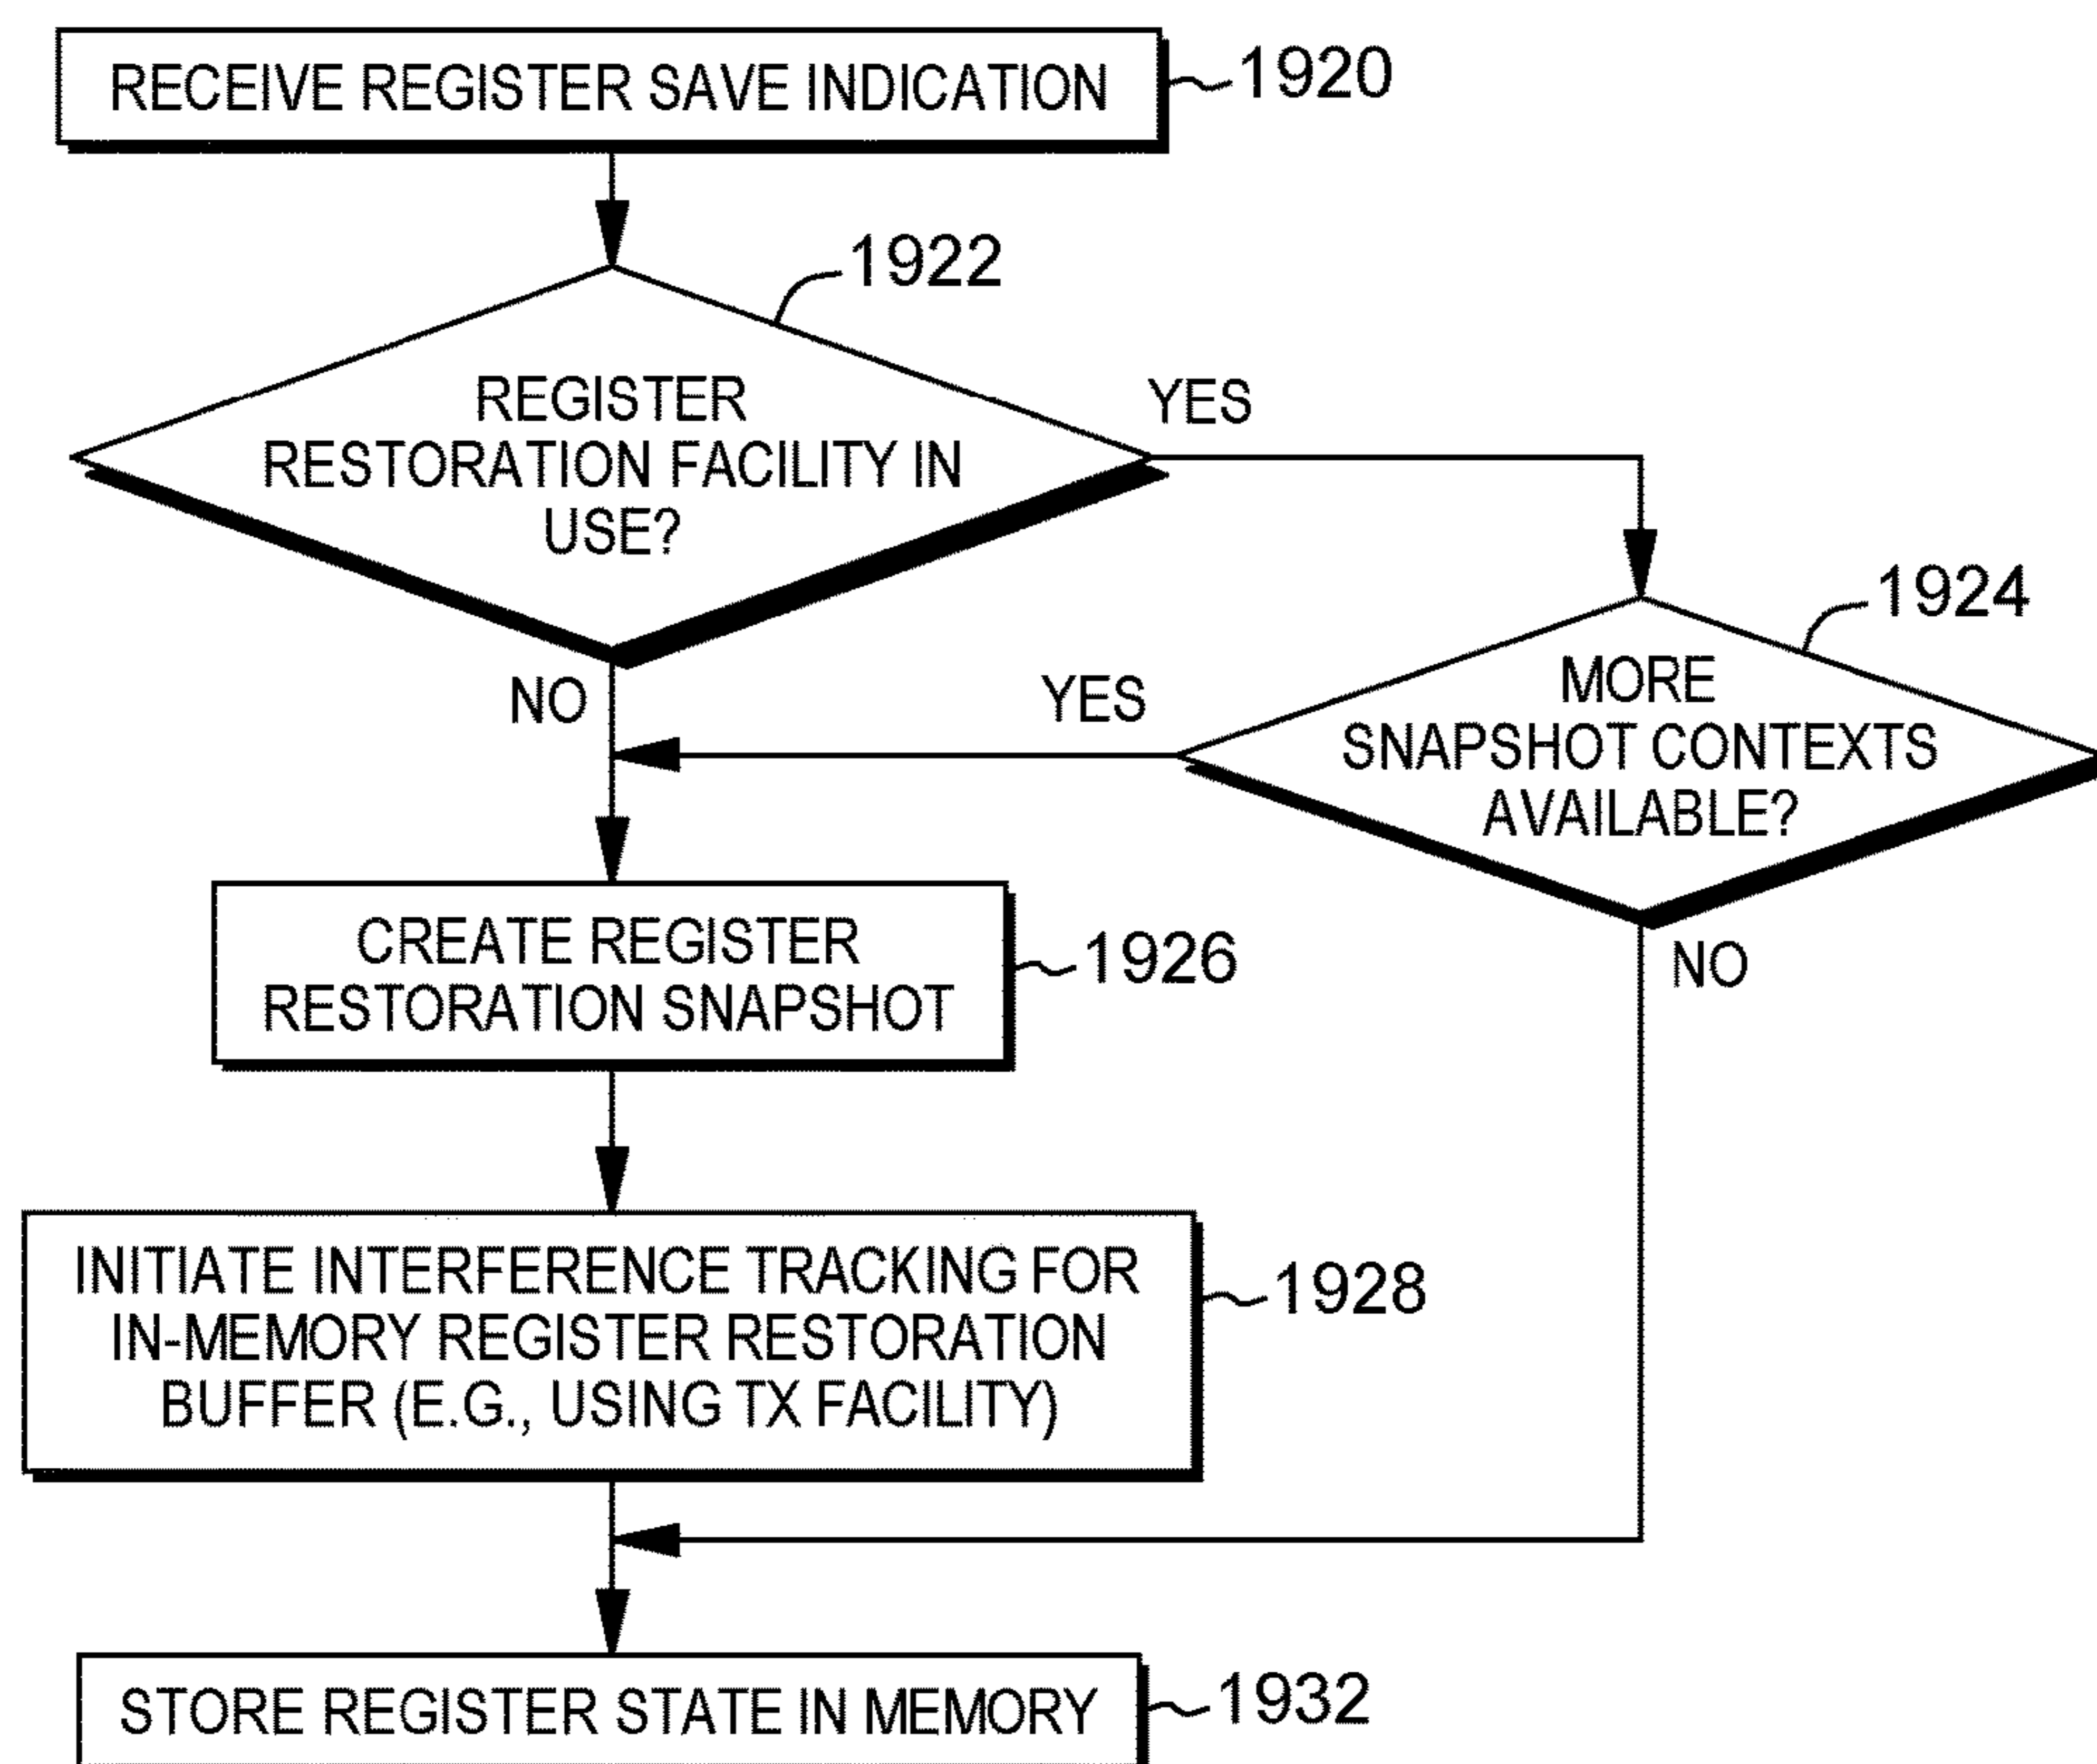 RECEIVE REGISTER SAVE INDICATION
1920
1922
REGISTER
RESTORATION FACILITY IN
USE?
YES
NO
1924
MORE
SNAPSHOT CONTEXTS
AVAILABLE?
YES
NO
CREATE REGISTER
RESTORATION SNAPSHOT
1926
INITIATE INTERFERENCE TRACKING FOR
IN-MEMORY REGISTER RESTORATION
BUFFER (E.G., USING TX FACILITY)
1928
STORE REGISTER STATE IN MEMORY
1932